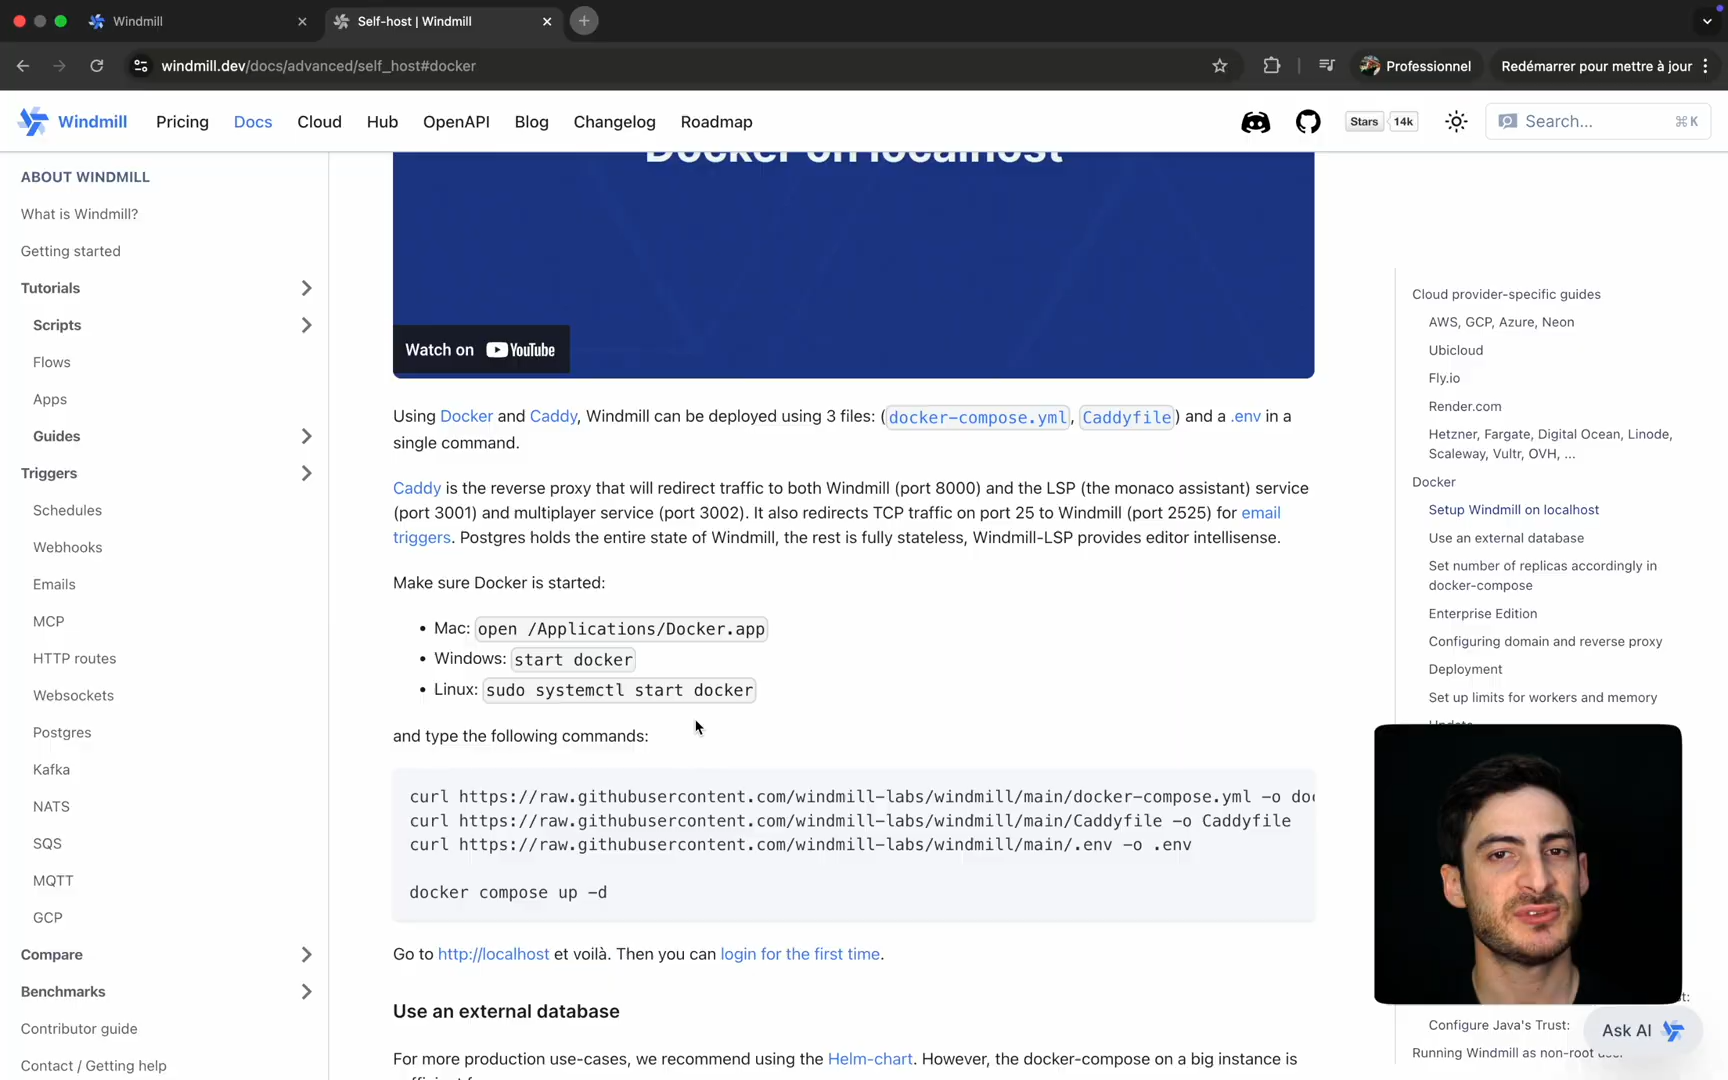 Windmill
Self-host | Windmill
windmill.dev/docs/advanced/self_host#docker
Professionnel
Redémarrer pour mettre à jour
Windmill
Pricing
Docs
Cloud
Hub
OpenAPI
Blog
Changelog
Roadmap
Stars
14k
Search...
⌘K
ABOUT WINDMILL
What is Windmill?
Getting started
Tutorials
Scripts
Flows
Apps
Guides
Triggers
Schedules
Webhooks
Emails
MCP
HTTP routes
Websockets
Postgres
Kafka
NATS
SQS
MQTT
GCP
Compare
Benchmarks
Contributor guide
Contact / Getting help
Docker on localhost
Watch on YouTube
Using Docker and Caddy, Windmill can be deployed using 3 files: (docker-compose.yml, Caddyfile) and a .env in a
single command.
Caddy is the reverse proxy that will redirect traffic to both Windmill (port 8000) and the LSP (the monaco assistant) service
(port 3001) and multiplayer service (port 3002). It also redirects TCP traffic on port 25 to Windmill (port 2525) for email
triggers. Postgres holds the entire state of Windmill, the rest is fully stateless, Windmill-LSP provides editor intellisense.
Make sure Docker is started:
• Mac: open /Applications/Docker.app
• Windows: start docker
• Linux: sudo systemctl start docker
and type the following commands:
curl https://raw.githubusercontent.com/windmill-labs/windmill/main/docker-compose.yml -o doc
curl https://raw.githubusercontent.com/windmill-labs/windmill/main/Caddyfile -o Caddyfile
curl https://raw.githubusercontent.com/windmill-labs/windmill/main/.env -o .env
docker compose up -d
Go to http://localhost et voilà. Then you can login for the first time.
Use an external database
For more production use-cases, we recommend using the Helm-chart. However, the docker-compose on a big instance is
Cloud provider-specific guides
AWS, GCP, Azure, Neon
Ubicloud
Fly.io
Render.com
Hetzner, Fargate, Digital Ocean, Linode,
Scaleway, Vultr, OVH, ...
Docker
Setup Windmill on localhost
Use an external database
Set number of replicas accordingly in
docker-compose
Enterprise Edition
Configuring domain and reverse proxy
Deployment
Set up limits for workers and memory
Update
Configure Java's Trust:
Running Windmill as non-root user
Ask AI